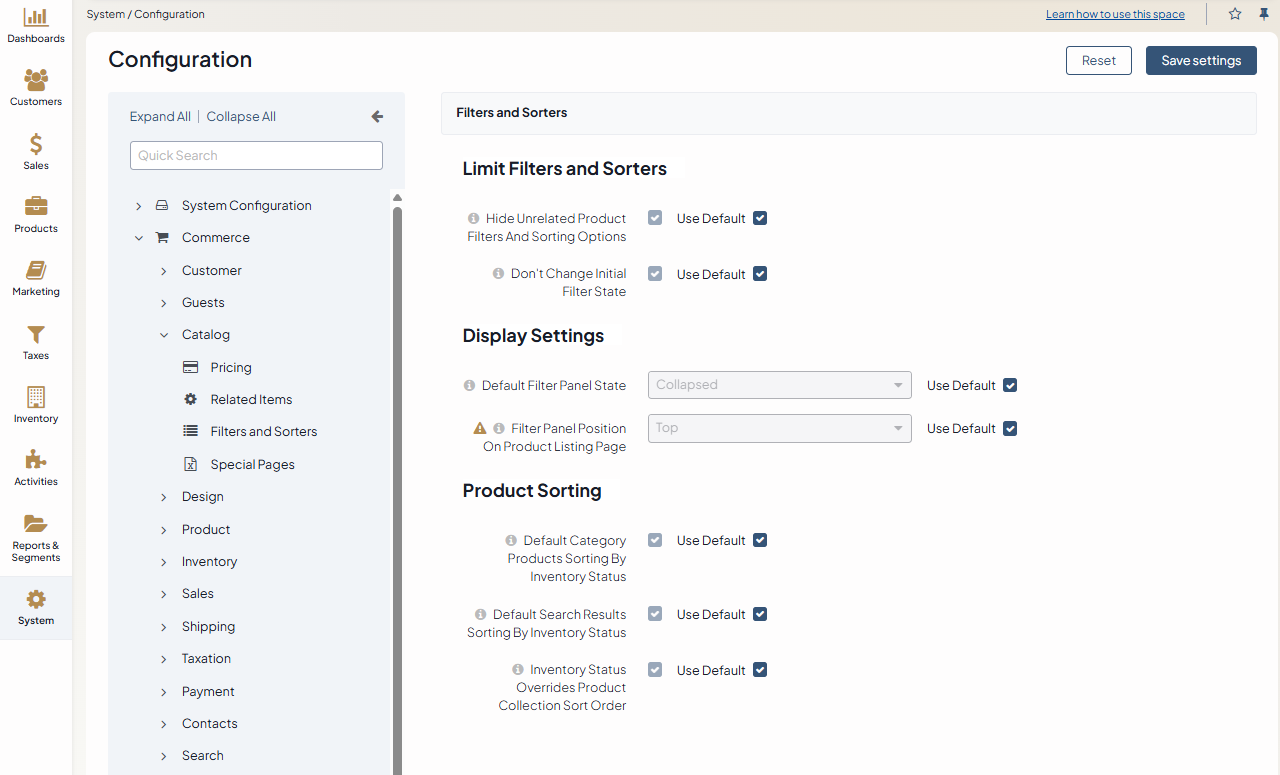 System / Configuration
Learn how to use this space
Dashboards
Customers
Sales
Products
Marketing
Taxes
Inventory
Activities
Reports &
Segments
System
Configuration
Reset
Save settings
Expand All | Collapse All
Quick Search
System Configuration
Commerce
Customer
Guests
Catalog
Pricing
Related Items
Filters and Sorters
Special Pages
Design
Product
Inventory
Sales
Shipping
Taxation
Payment
Contacts
Search
Filters and Sorters
Limit Filters and Sorters
Hide Unrelated Product
Filters And Sorting Options
Use Default
Don't Change Initial
Filter State
Use Default
Display Settings
Default Filter Panel State
Collapsed
Use Default
Filter Panel Position
On Product Listing Page
Top
Use Default
Product Sorting
Default Category
Products Sorting By
Inventory Status
Use Default
Default Search Results
Sorting By Inventory Status
Use Default
Inventory Status
Overrides Product
Collection Sort Order
Use Default